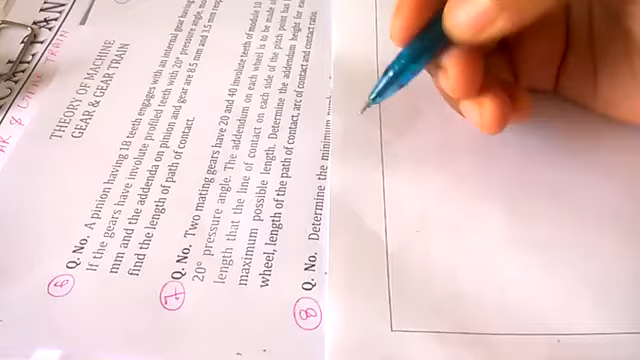 & GEAR TRAIN
THEORY OF MACHINE
GEAR & GEAR TRAIN
6
Q. No. A pinion having 18 teeth engages with an internal gear having
If the gears have involute profiled teeth with 20° pressure angle,
mm and the addenda on pinion and gear are 8.5 mm and 3.5 mm
find the length of path of contact.
7
Q. No. Two mating gears have 20 and 40 involute teeth of module 10
20° pressure angle. The addendum on each wheel is to be made
length that the line of contact on each side of the pitch point has
maximum possible length. Determine the addendum height for
wheel, length of the path of contact, arc of contact and contact ratio.
8
Q. No. Determine the minimum